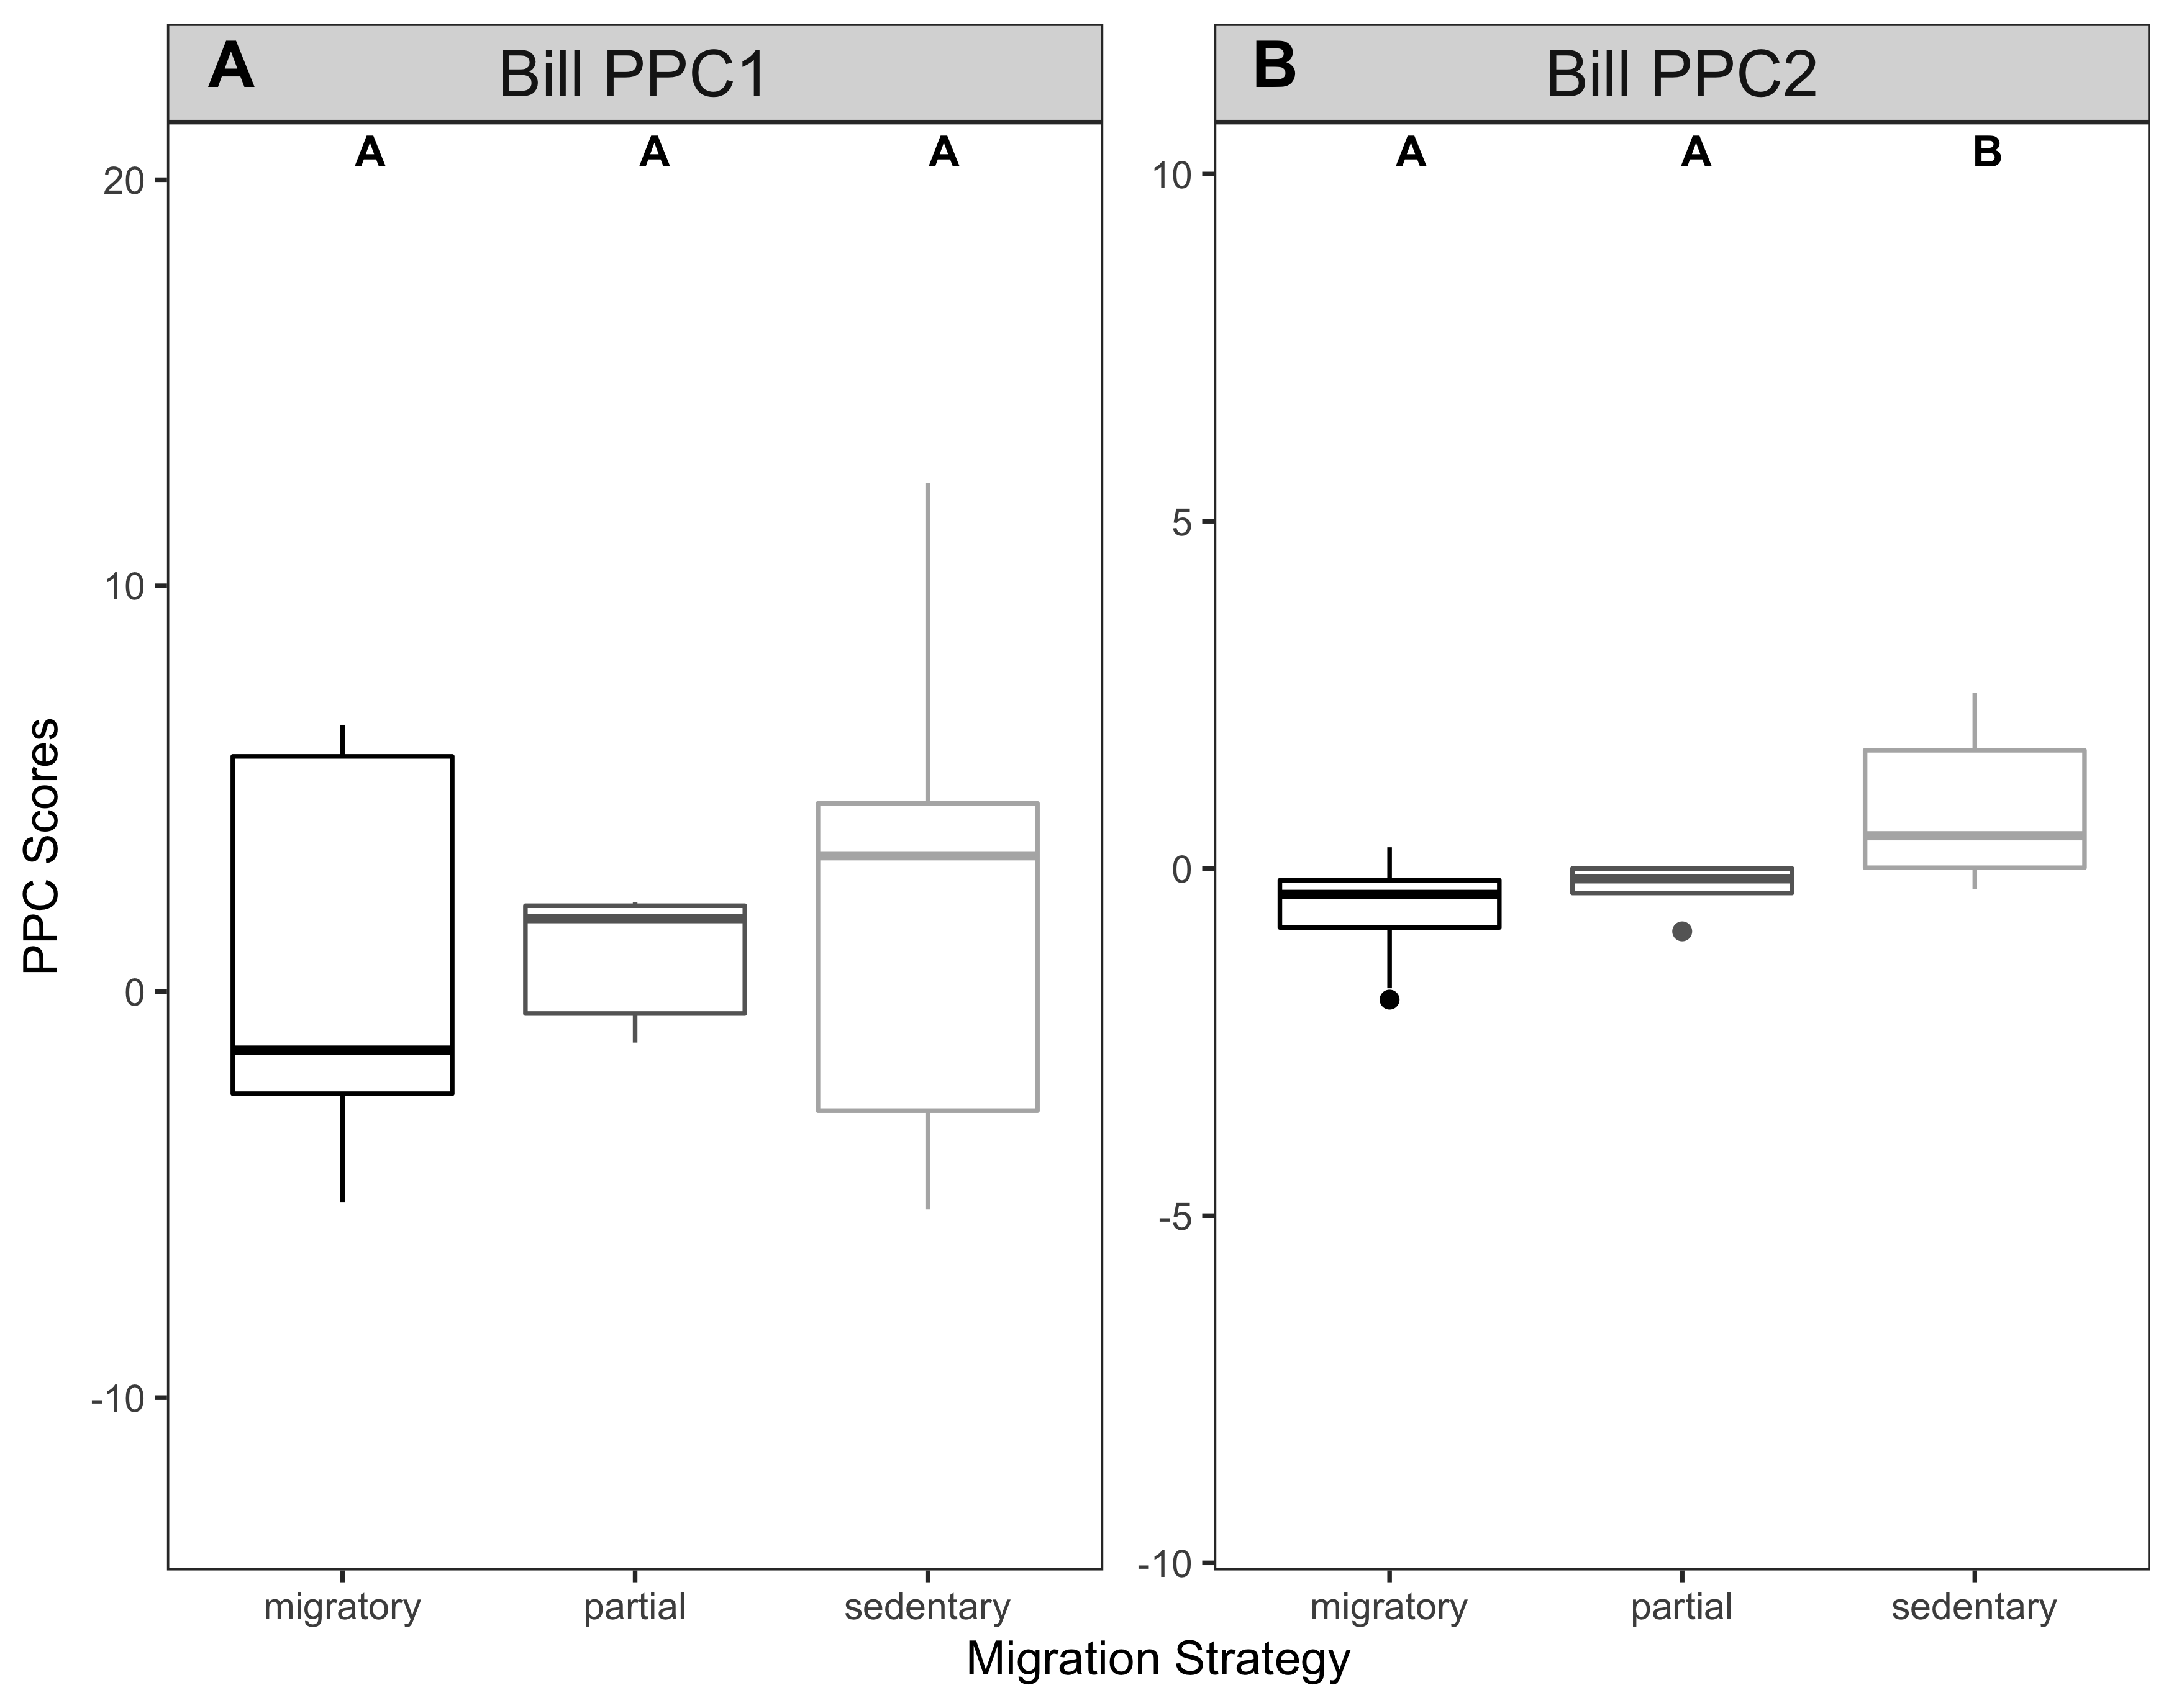 A Bill PPC1
B Bill PPC2
A A A
A A B
20
10
0
-10
10
5
0
-5
-10
PPC Scores
migratory partial sedentary
migratory partial sedentary
Migration Strategy